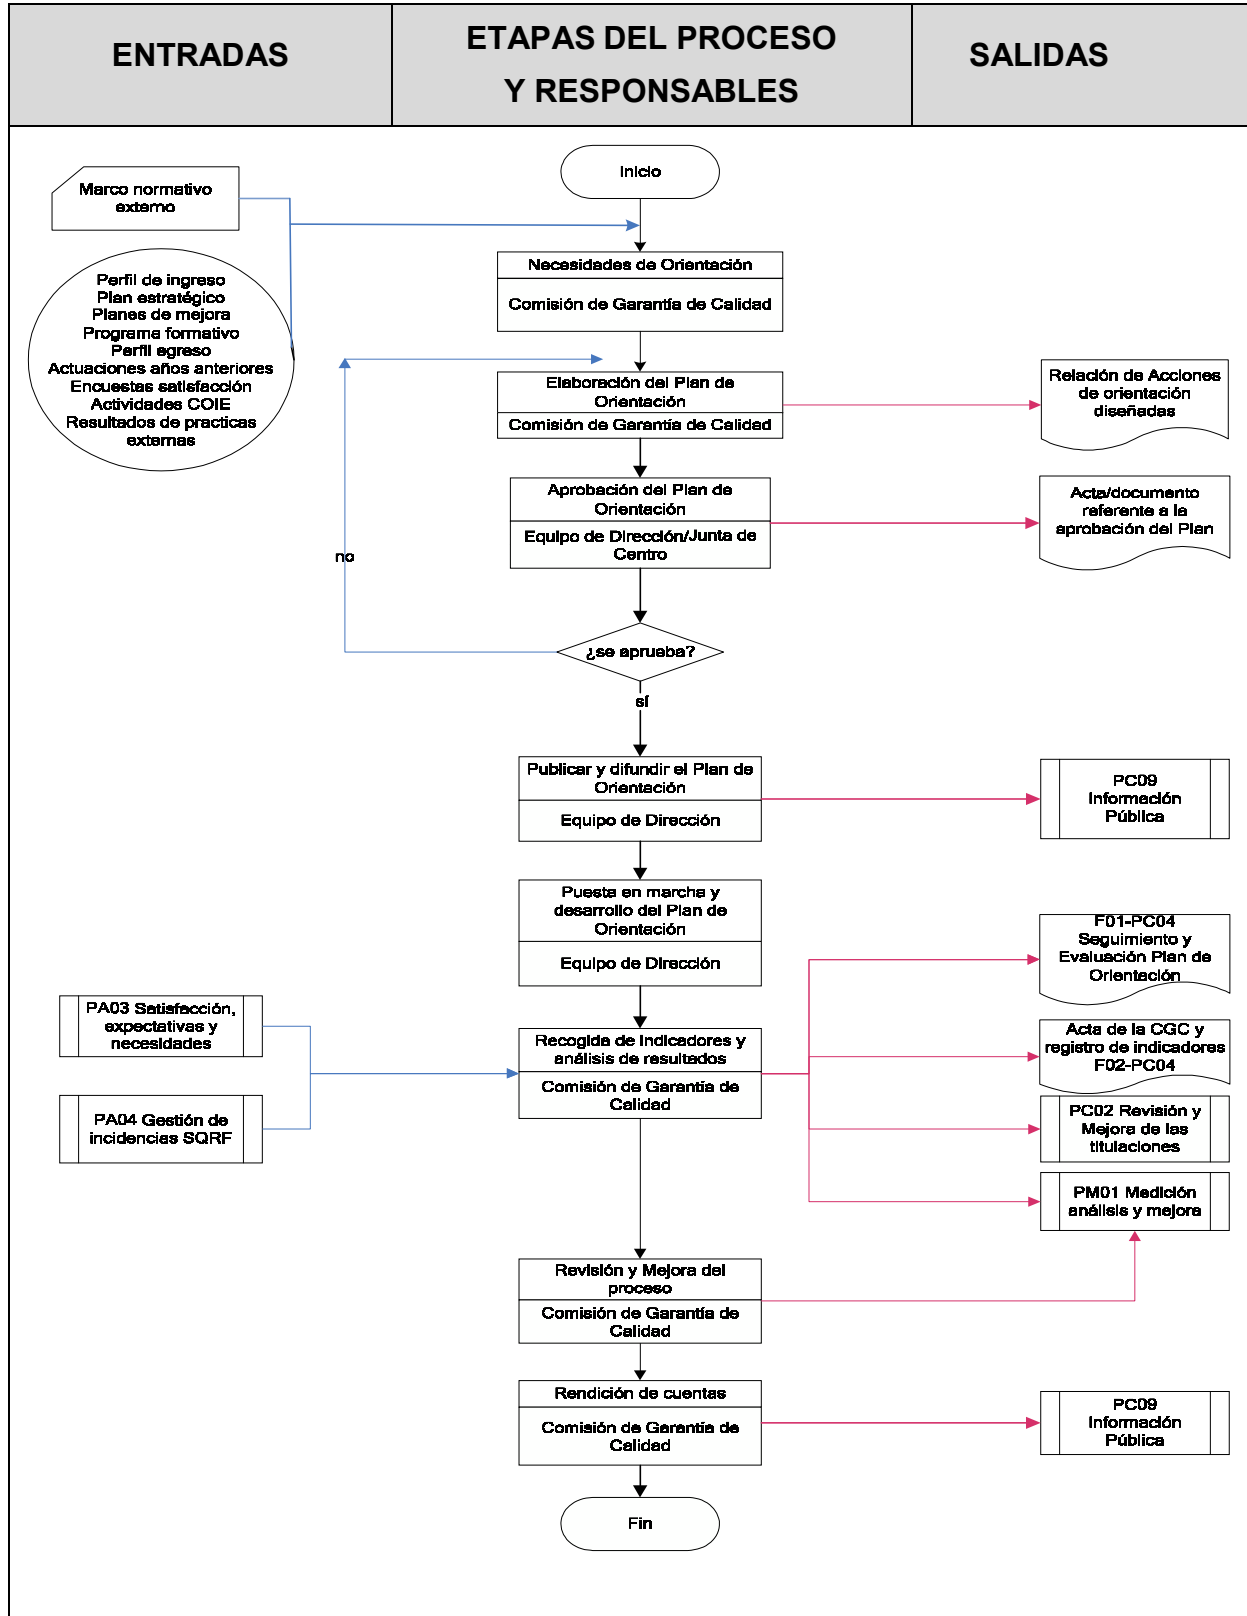 ENTRADAS
ETAPAS DEL PROCESO
Y RESPONSABLES
SALIDAS
Inicio
Marco normativo
externo
Perfil de ingreso
Plan estratégico
Planes de mejora
Programa formativo
Perfil egreso
Actuaciones años anteriores
Encuestas satisfacción
Actividades COIE
Resultados de practicas
externas
Necesidades de Orientación
Comisión de Garantía de Calidad
Elaboración del Plan de
Orientación
Comisión de Garantía de Calidad
Relación de Acciones
de orientación
diseñadas
Aprobación del Plan de
Orientación
Equipo de Dirección/Junta de
Centro
Acta/documento
referente a la
aprobación del Plan
no
¿se aprueba?
sí
Publicar y difundir el Plan de
Orientación
Equipo de Dirección
PC09
Información
Pública
Puesta en marcha y
desarrollo del Plan de
Orientación
Equipo de Dirección
F01-PC04
Seguimiento y
Evaluación Plan de
Orientación
PA03 Satisfacción,
expectativas y
necesidades
Recogida de indicadores y
análisis de resultados
Comisión de Garantía de
Calidad
Acta de la CGC y
registro de indicadores
F02-PC04
PA04 Gestión de
incidencias SQRF
PC02 Revisión y
Mejora de las
titulaciones
PM01 Medición
análisis y mejora
Revisión y Mejora del
proceso
Comisión de Garantía de
Calidad
Rendición de cuentas
Comisión de Garantía de
Calidad
PC09
Información
Pública
Fin